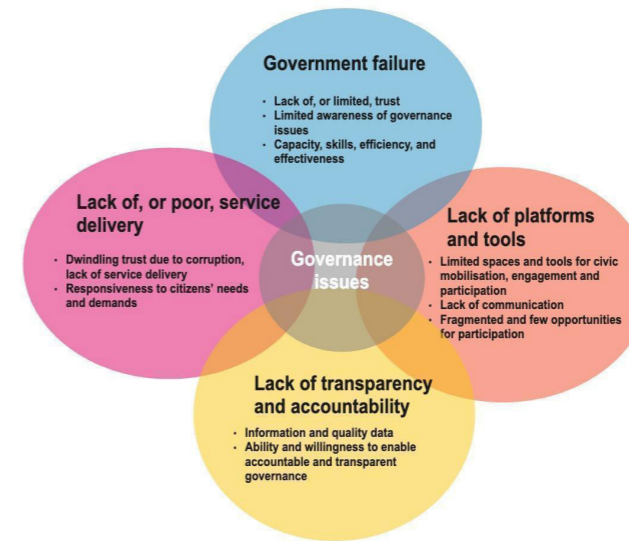 Government failure
· Lack of, or limited, trust
· Limited awareness of governance
issues
· Capacity, skills, efficiency, and
effectiveness
Lack of, or poor, service
delivery
· Dwindling trust due to corruption,
lack of service delivery
· Responsiveness to citizens’ needs
and demands
Governance
issues
Lack of platforms
and tools
· Limited spaces and tools for civic
mobilisation, engagement and
participation
· Lack of communication
· Fragmented and few opportunities
for participation
Lack of transparency
and accountability
· Information and quality data
· Ability and willingness to enable
accountable and transparent
governance